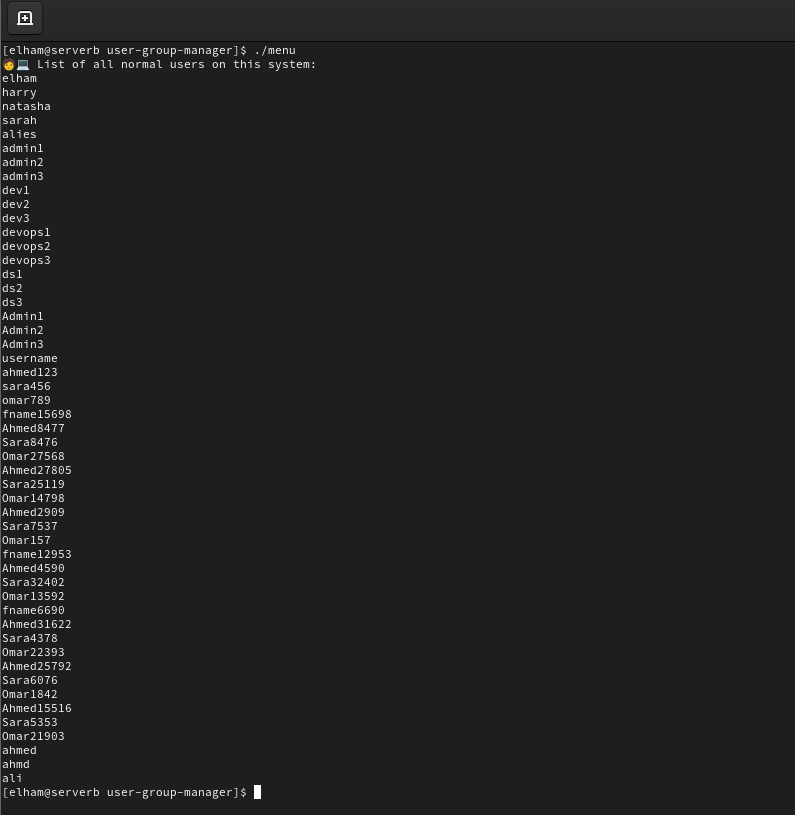 [elham@serverb user-group-manager]$ ./menu
🧑💻 List of all normal users on this system:
elham
harry
natasha
sarah
alies
admin1
admin2
admin3
dev1
dev2
dev3
devops1
devops2
devops3
ds1
ds2
ds3
Admin1
Admin2
Admin3
username
ahmed123
sara456
omar789
fname15698
Ahmed8477
Sara8476
Omar27568
Ahmed27805
Sara25119
Omar14798
Ahmed2909
Sara7537
Omar157
fname12953
Ahmed4590
Sara32402
Omar13592
fname6690
Ahmed31622
Sara4378
Omar22393
Ahmed25792
Sara6076
Omar1842
Ahmed15516
Sara5353
Omar21903
ahmed
ahmd
ali
[elham@serverb user-group-manager]$